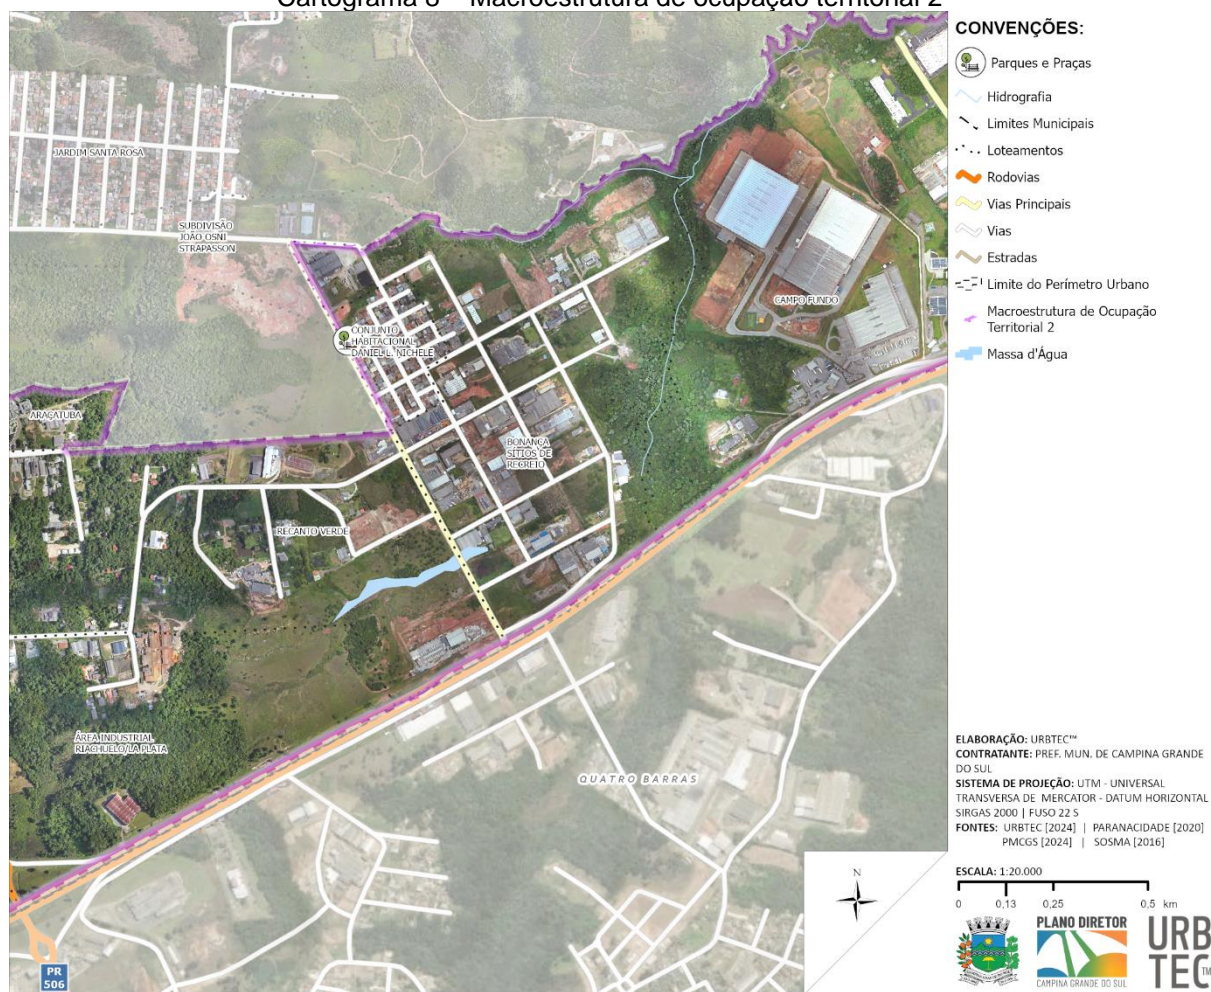 Cartograma 8 – Macroestrutura de ocupação territorial 2
CONVENÇÕES:
Parques e Praças
Hidrografia
Limites Municipais
Loteamentos
Rodovias
Vias Principais
Vias
Estradas
Limite do Perímetro Urbano
Macroestrutura de Ocupação
Territorial 2
Massa d'Água
JARDIM SANTA ROSA
SUBDIVISÃO
JOÃO OSNI
STRAPASSON
CONJUNTO
HABITACIONAL
DANIEL L. NICHELE
CAMPO FUNDO
ARAÇATUBA
BONANÇA
SÍTIOS DE
RECREIO
RECANTO VERDE
ÁREA INDUSTRIAL
RIACHUELO/LA PLATA
QUATRO BARRAS
PR
506
N
ELABORAÇÃO: URBTEC™
CONTRATANTE: PREF. MUN. DE CAMPINA GRANDE
DO SUL
SISTEMA DE PROJEÇÃO: UTM - UNIVERSAL
TRANSVERSA DE MERCATOR - DATUM HORIZONTAL
SIRGAS 2000 | FUSO 22 S
FONTES: URBTEC [2024] | PARANACIDADE [2020]
PMCGS [2024] | SOSMA [2016]
ESCALA: 1:20.000
0 0,13 0,25 0,5 km
PLANO DIRETOR
CAMPINA GRANDE DO SUL
URB
TEC™